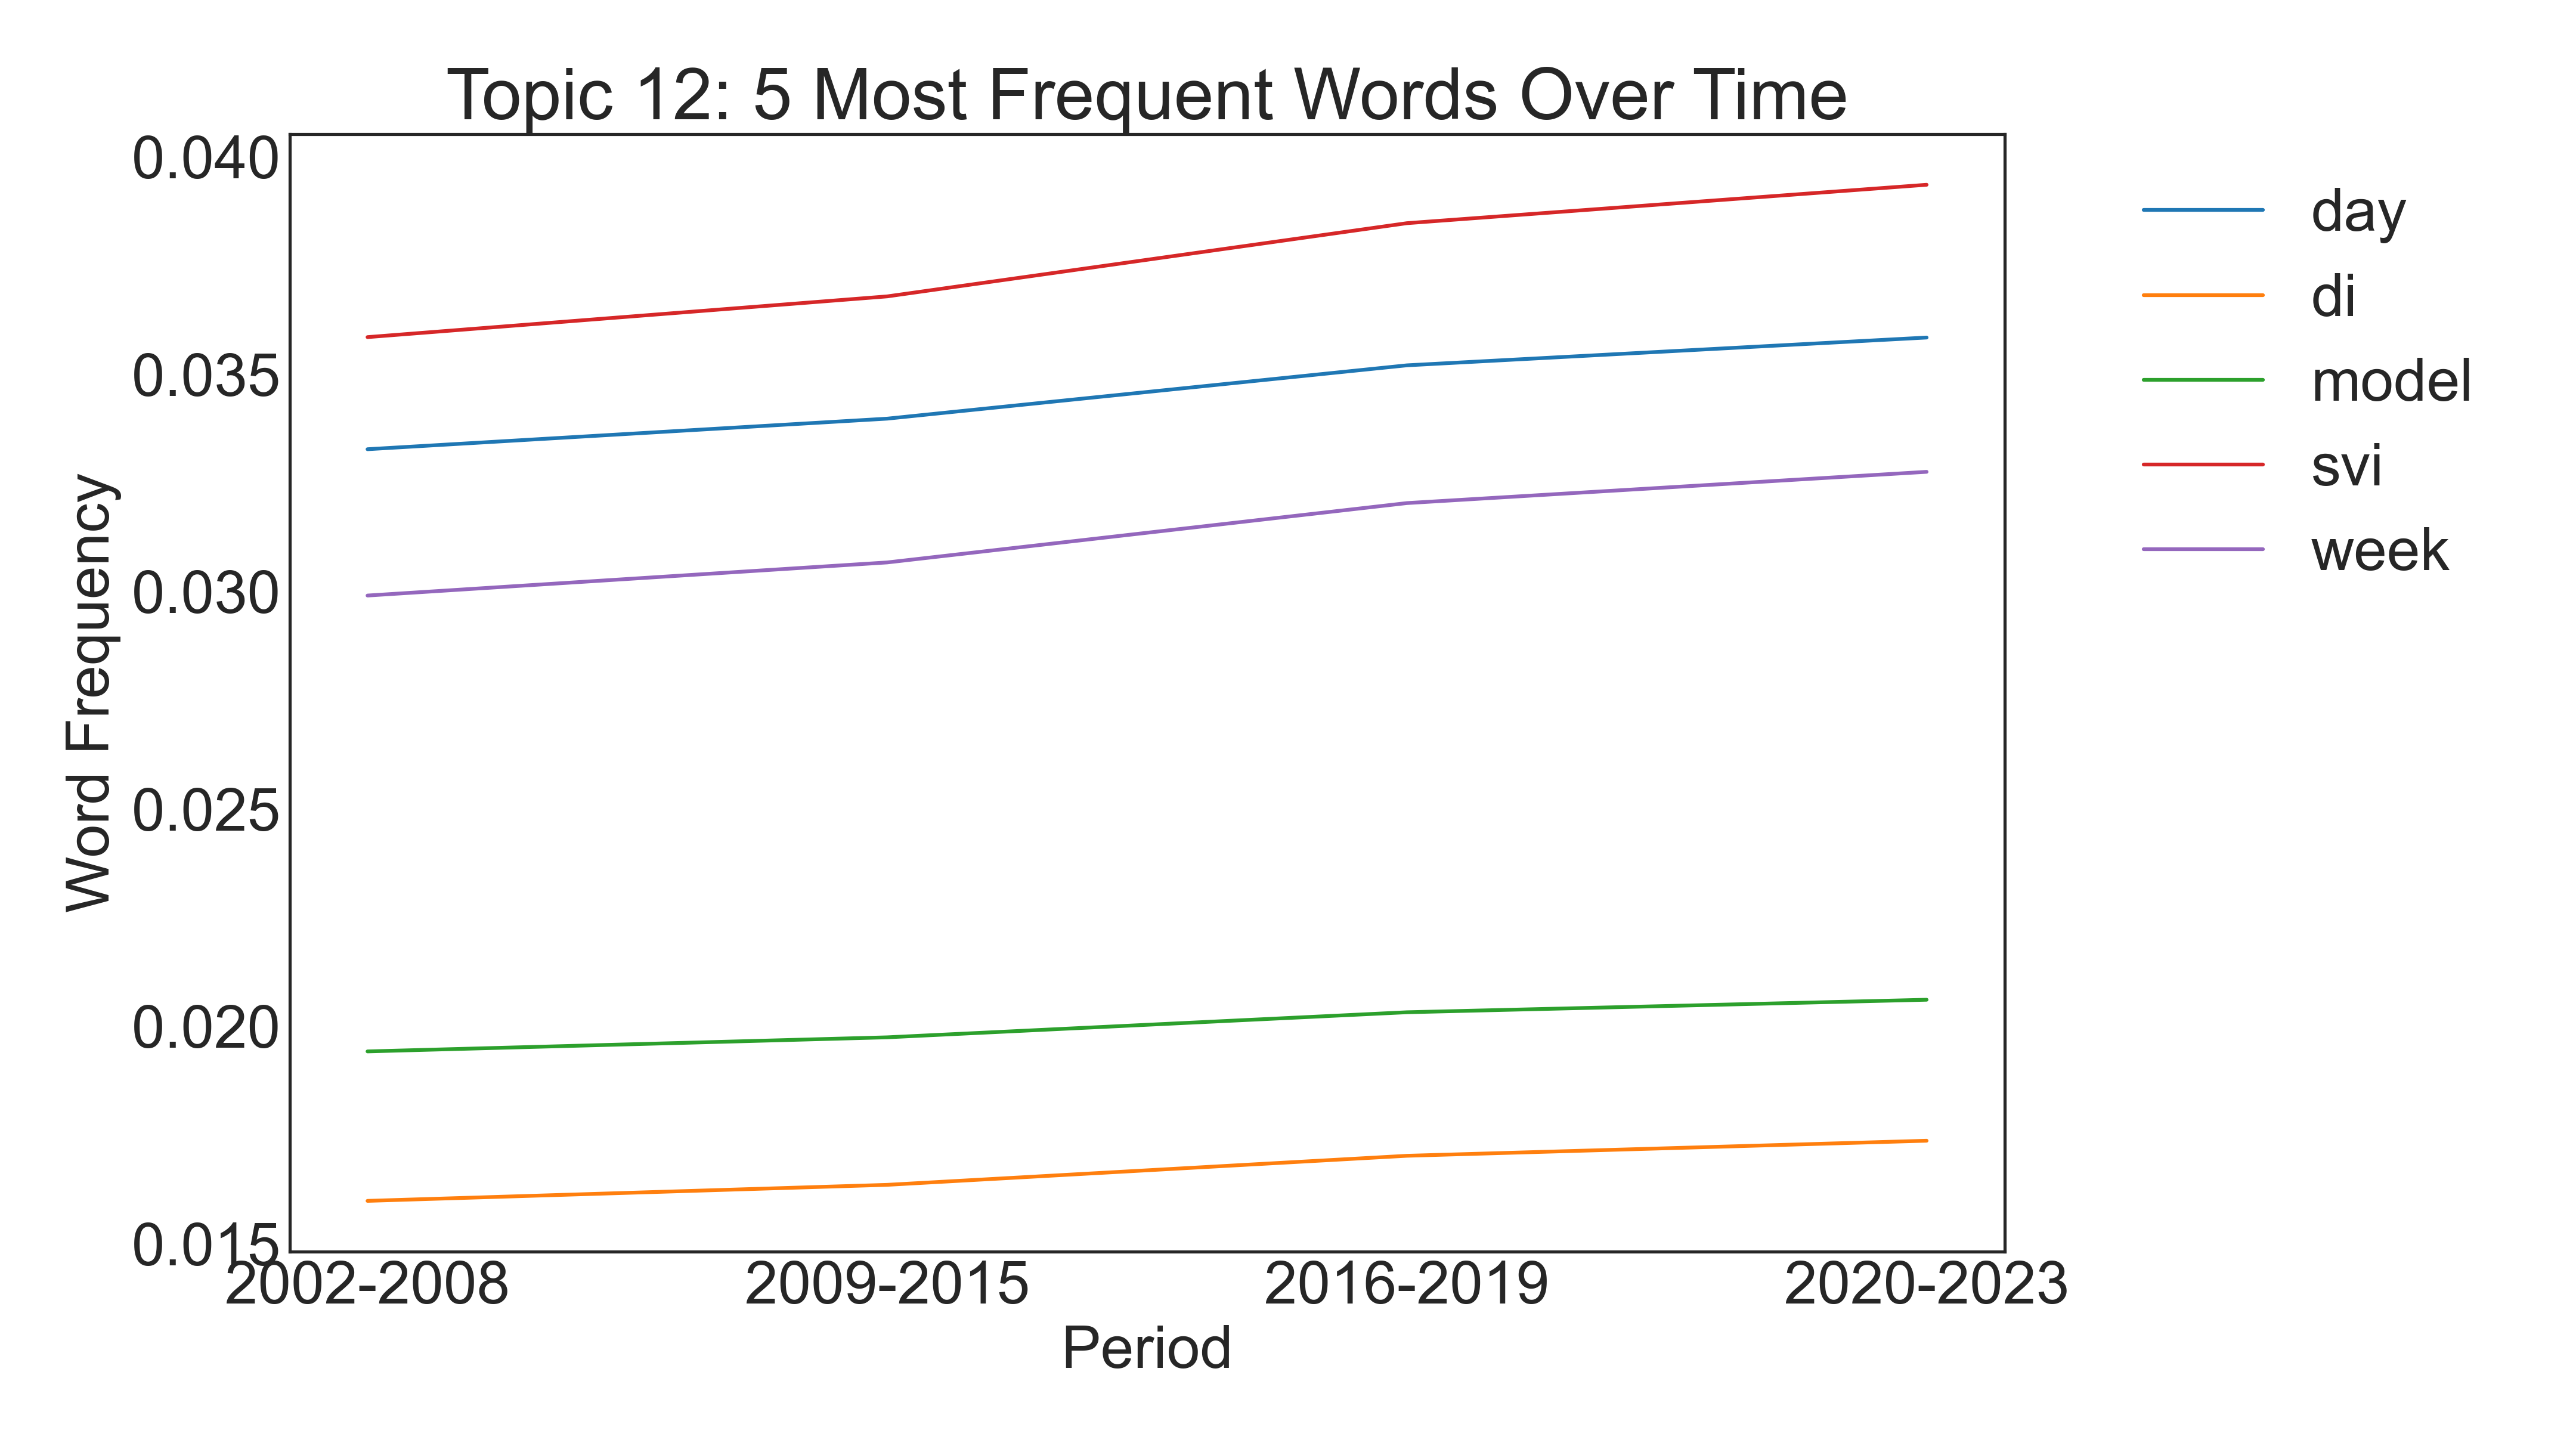 Topic 12: 5 Most Frequent Words Over Time
0.040
0.035
0.030
0.025
0.020
0.015
Word Frequency
2002-2008 2009-2015 2016-2019 2020-2023
Period
day
di
model
svi
week